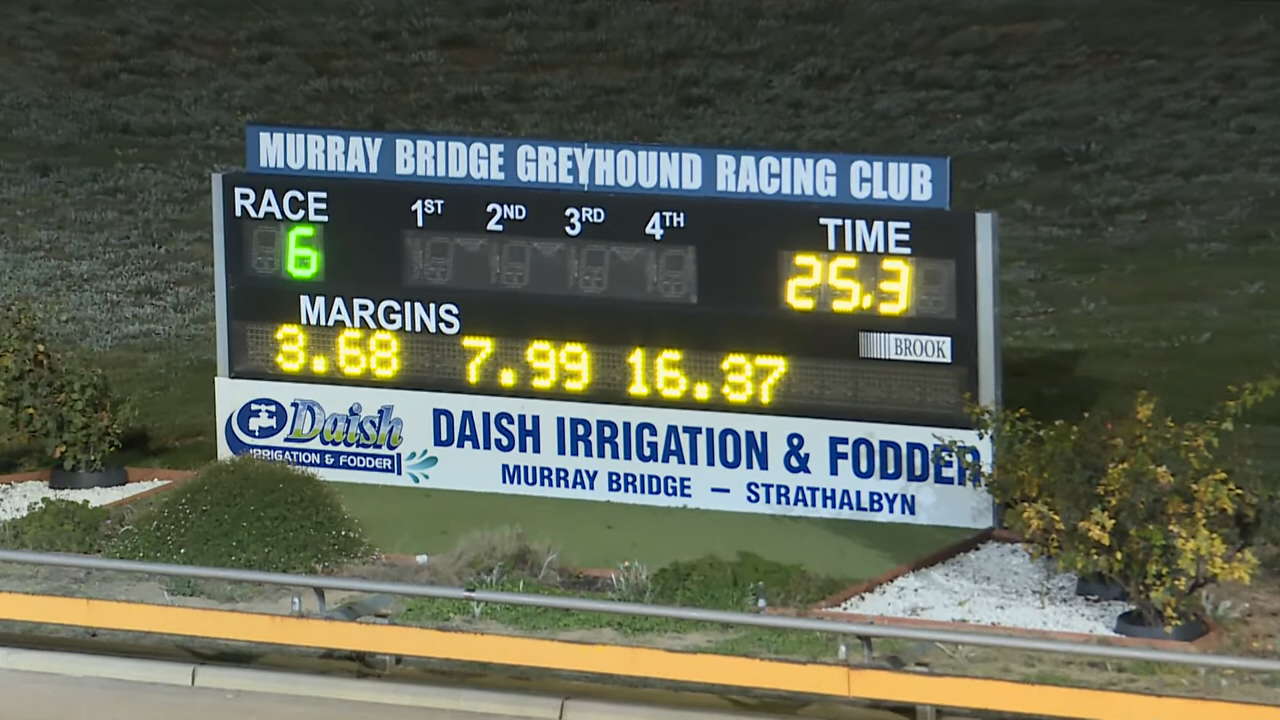 MURRAY BRIDGE GREYHOUND RACING CLUB
RACE 1ST 2ND 3RD 4TH TIME
6 25.3
MARGINS
BROOK
3.68 7.99 16.37
Daish
IRRIGATION & FODDER
DAISH IRRIGATION & FODDER
MURRAY BRIDGE – STRATHALBYN